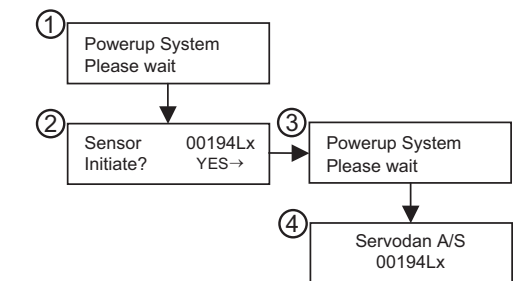 ①
Powerup System
Please wait
②
Sensor 00194Lx
Initiate? YES→
③
Powerup System
Please wait
④
Servodan A/S
00194Lx